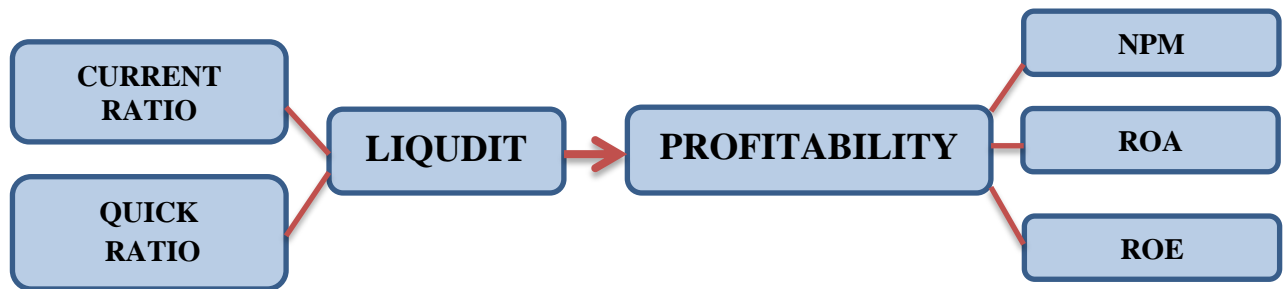 CURRENT
RATIO
QUICK
RATIO
LIQUDIT
PROFITABILITY
NPM
ROA
ROE